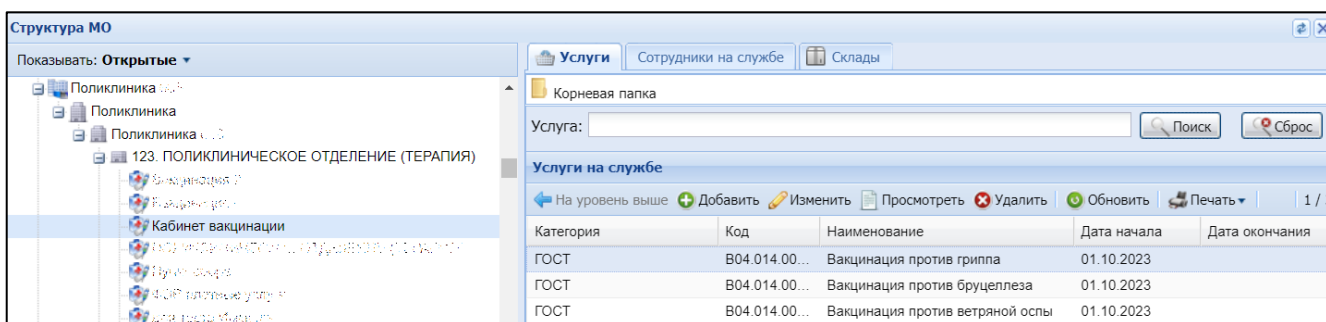 Структура МО
Показывать: Открытые
Поликлиника
Поликлиника
Поликлиника
123. ПОЛИКЛИНИЧЕСКОЕ ОТДЕЛЕНИЕ (ТЕРАПИЯ)
Кабинет вакцинации
Услуги Сотрудники на службе Склады
Корневая папка
Услуга: Поиск Сброс
Услуги на службе
На уровень выше Добавить Изменить Просмотреть Удалить Обновить Печать 1 /
Категория Код Наименование Дата начала Дата окончания
ГОСТ B04.014.00... Вакцинация против гриппа 01.10.2023
ГОСТ B04.014.00... Вакцинация против бруцеллеза 01.10.2023
ГОСТ B04.014.00... Вакцинация против ветряной оспы 01.10.2023